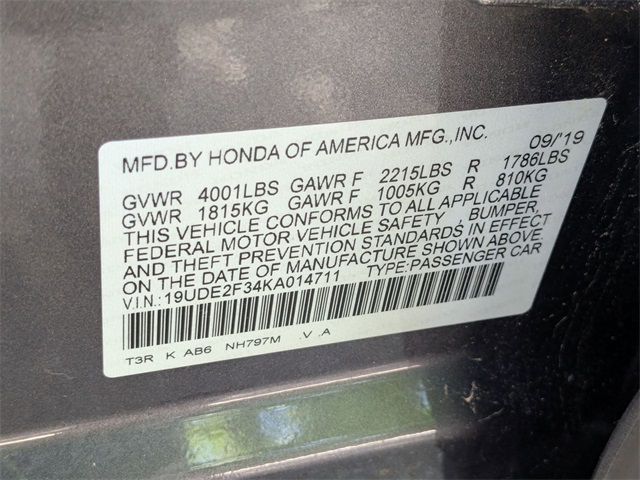 MFD.BY HONDA OF AMERICA MFG.,INC. 09/'19
GVWR 4001LBS GAWR F 2215LBS R 1786LBS
GVWR 1815KG GAWR F 1005KG R 810KG
THIS VEHICLE CONFORMS TO ALL APPLICABLE
FEDERAL MOTOR VEHICLE SAFETY , BUMPER,
AND THEFT PREVENTION STANDARDS IN EFFECT
ON THE DATE OF MANUFACTURE SHOWN ABOVE.
V.I.N.:19UDE2F34KA014711 TYPE:PASSENGER CAR
T3R K AB6 NH797M .V .A